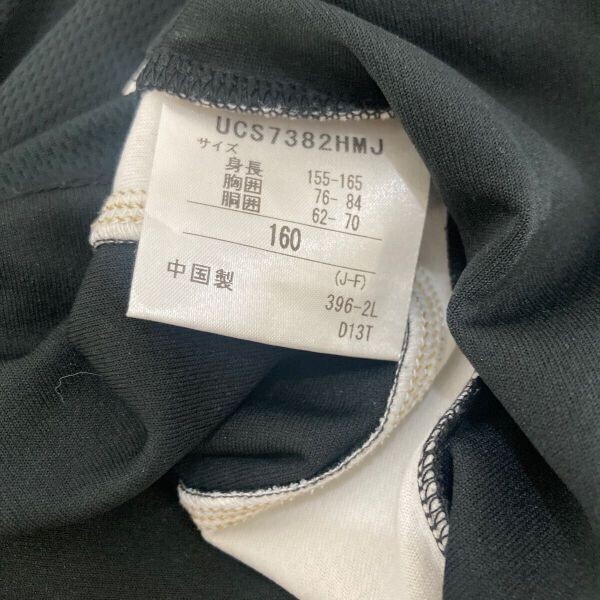 UCS7382HMJ
サイズ
身長 155-165
胸囲 76- 84
胴囲 62- 70
160
中国製 (J-F)
396-2L
D13T